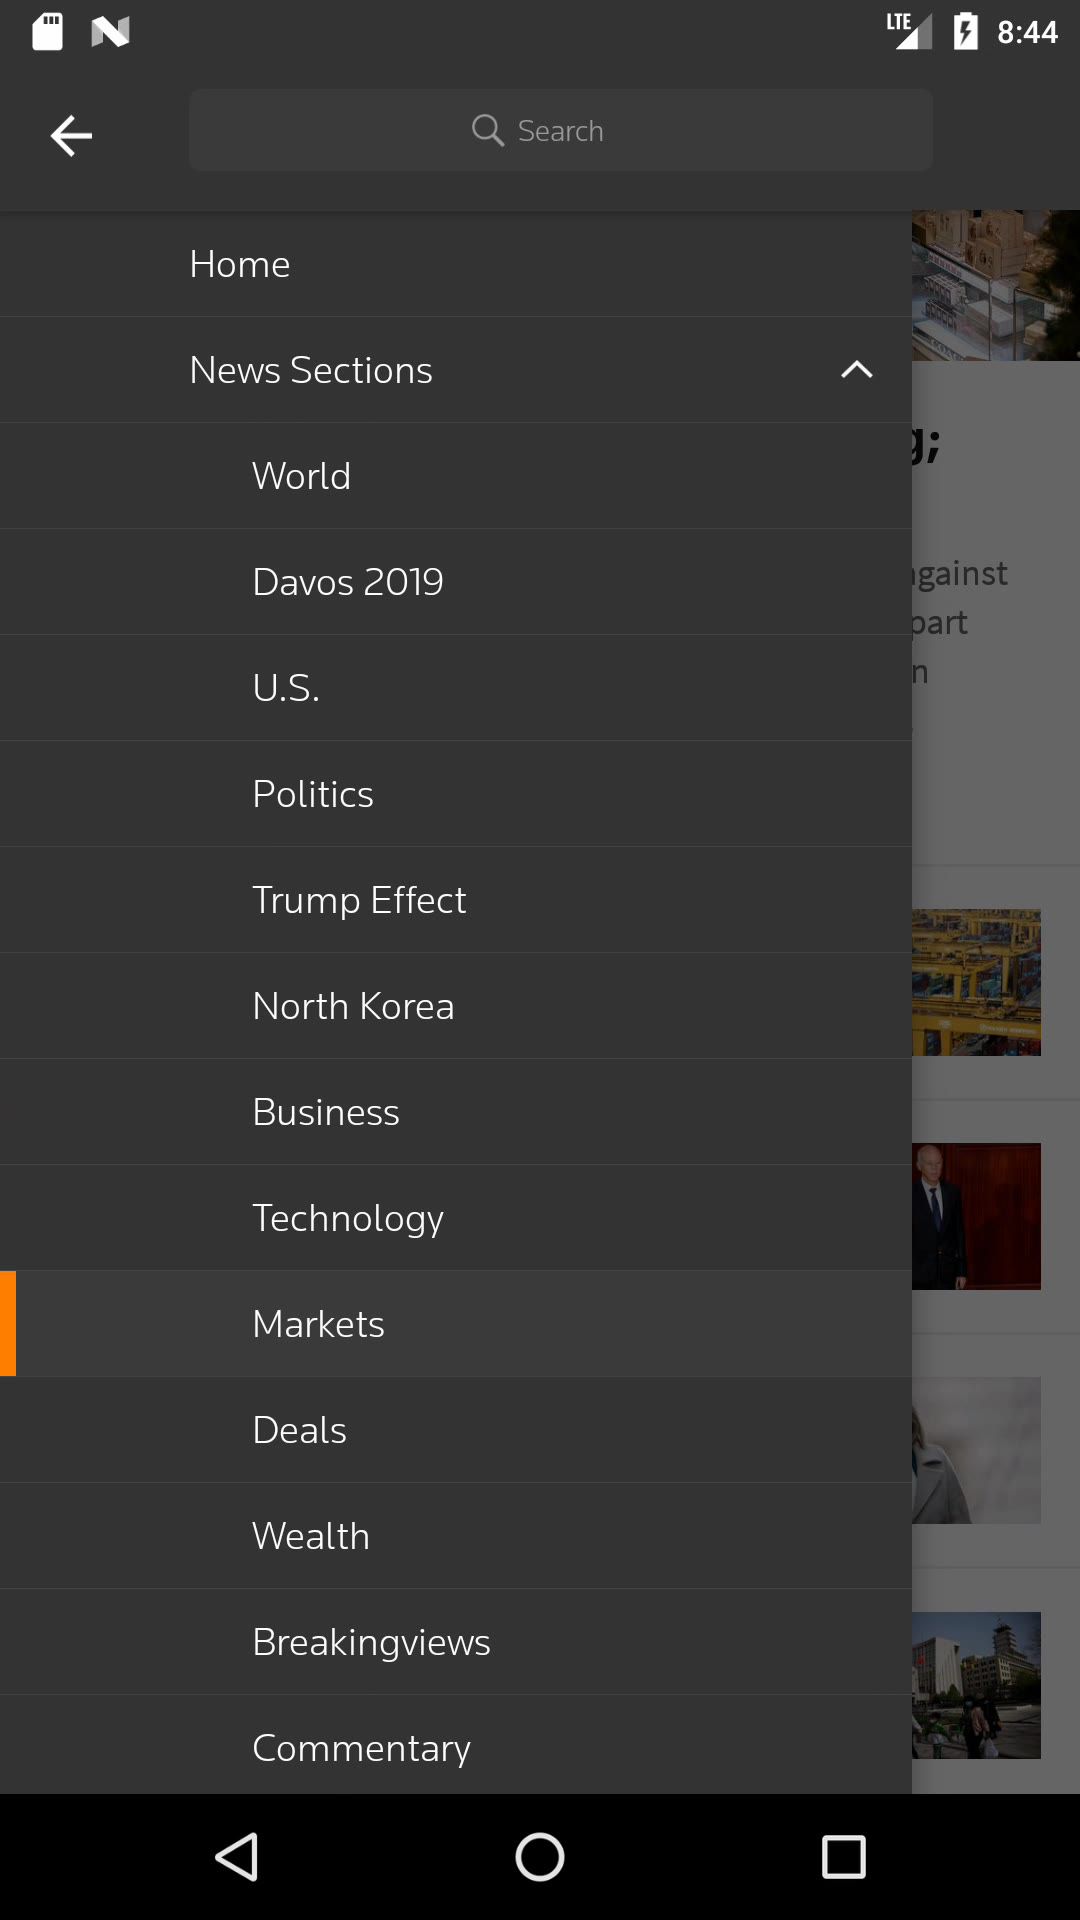 LTE 8:44
Search
Home
News Sections
g;
World
against
Davos 2019
part
n
U.S.
Politics
Trump Effect
North Korea
Business
Technology
Markets
Deals
Wealth
Breakingviews
Commentary